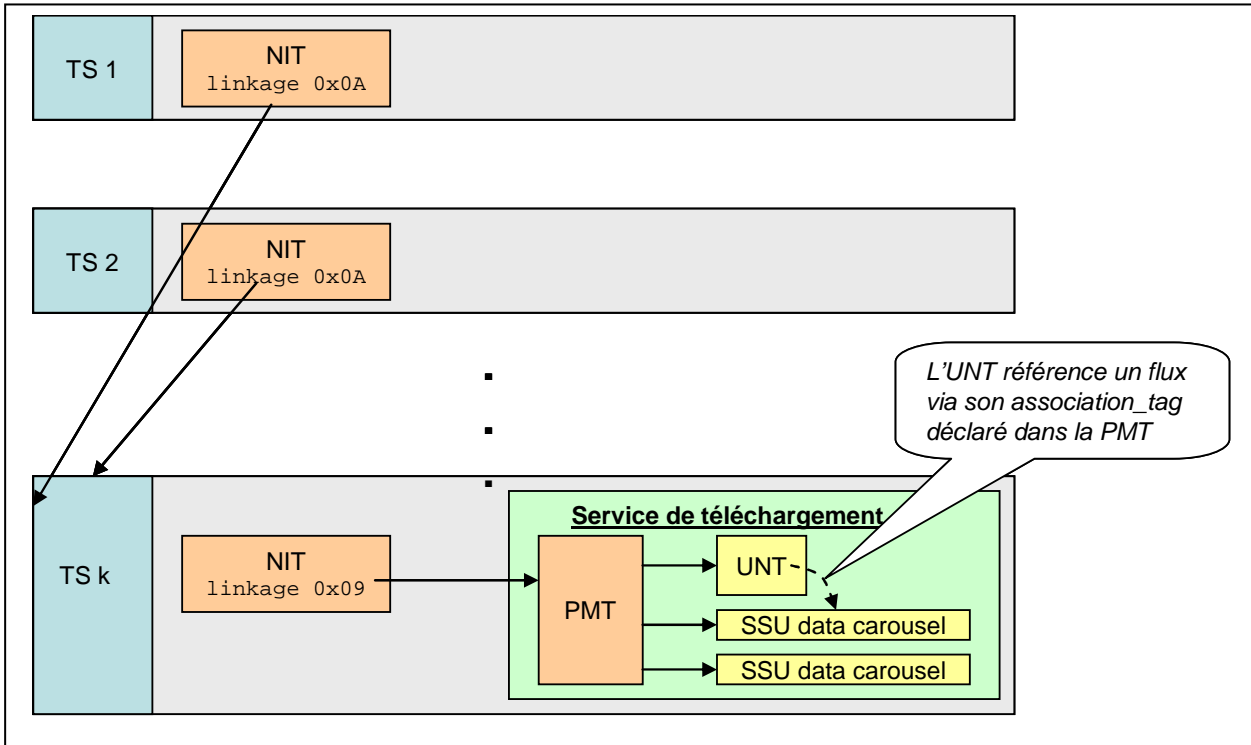 TS 1
NIT
linkage 0x0A
TS 2
NIT
linkage 0x0A
L'UNT référence un flux
via son association_tag
déclaré dans la PMT
TS k
NIT
linkage 0x09
Service de téléchargement
PMT
UNT
SSU data carousel
SSU data carousel